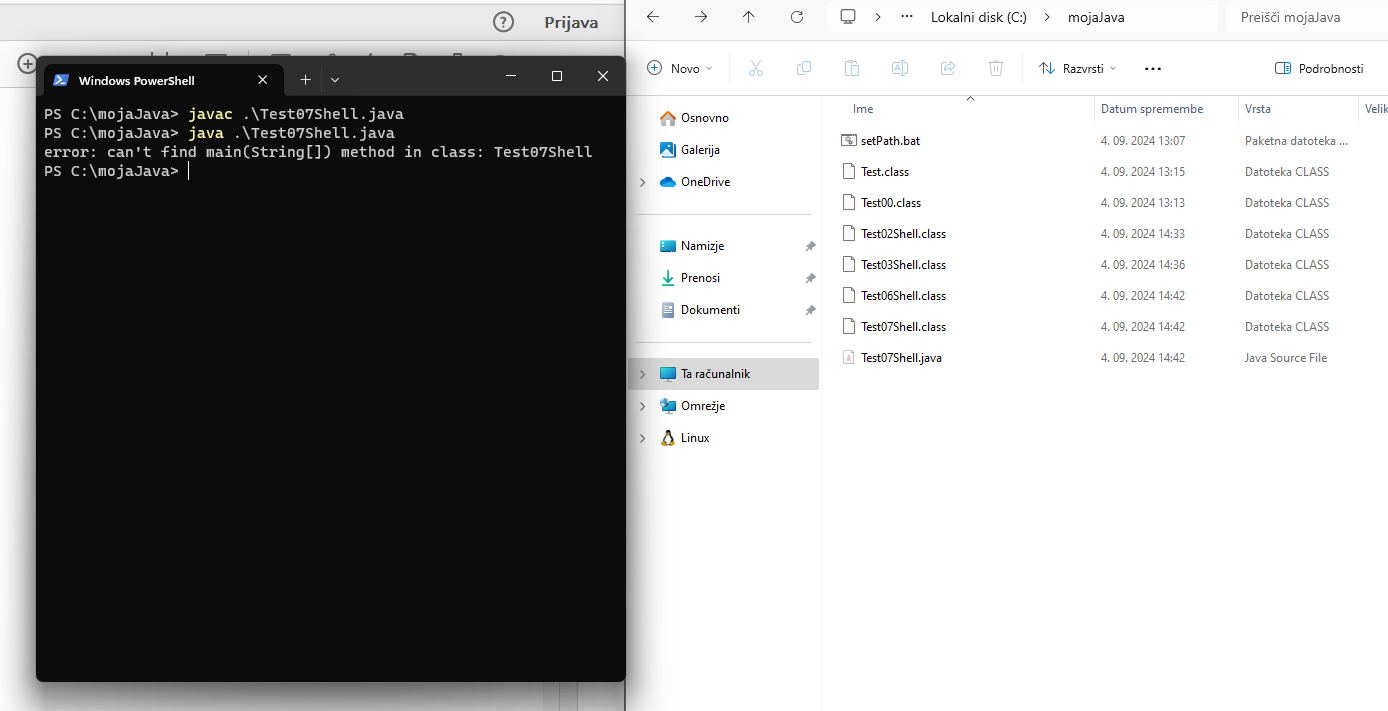 Prijava
Windows PowerShell
PS C:\mojaJava> javac .\Test07Shell.java
PS C:\mojaJava> java .\Test07Shell.java
error: can't find main(String[]) method in class: Test07Shell
PS C:\mojaJava>
Lokalni disk (C:) > mojaJava
Preišči mojaJava
Novo
Razvrsti
Podrobnosti
Osnovno
Galerija
OneDrive
Namizje
Prenosi
Dokumenti
Ta računalnik
Omrežje
Linux
Ime Datum spremembe Vrsta Velik
setPath.bat 4. 09. 2024 13:07 Paketna datoteka ...
Test.class 4. 09. 2024 13:15 Datoteka CLASS
Test00.class 4. 09. 2024 13:13 Datoteka CLASS
Test02Shell.class 4. 09. 2024 14:33 Datoteka CLASS
Test03Shell.class 4. 09. 2024 14:36 Datoteka CLASS
Test06Shell.class 4. 09. 2024 14:42 Datoteka CLASS
Test07Shell.class 4. 09. 2024 14:42 Datoteka CLASS
Test07Shell.java 4. 09. 2024 14:42 Java Source File